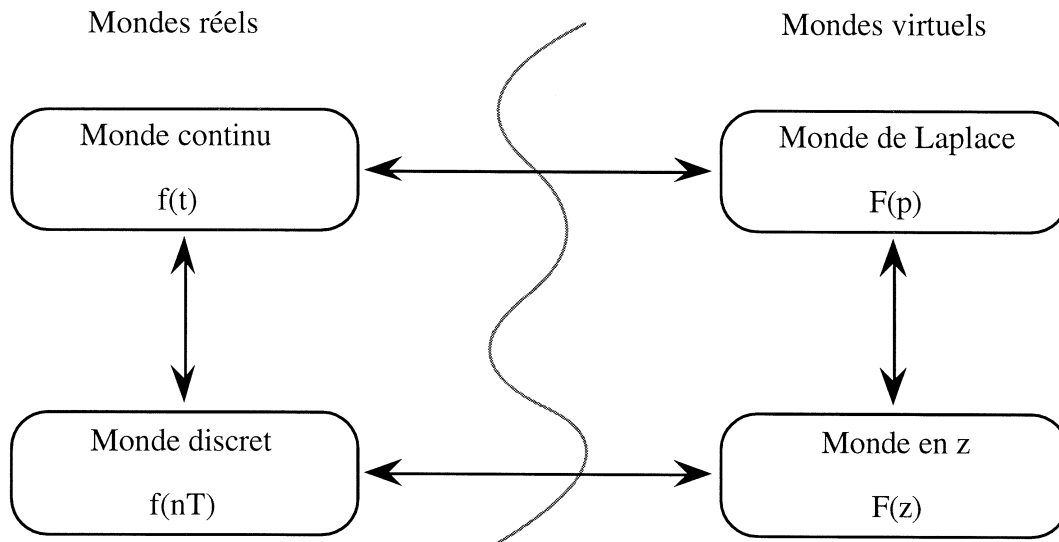 Mondes réels
Mondes virtuels
Monde continu
f(t)
Monde de Laplace
F(p)
Monde discret
f(nT)
Monde en z
F(z)